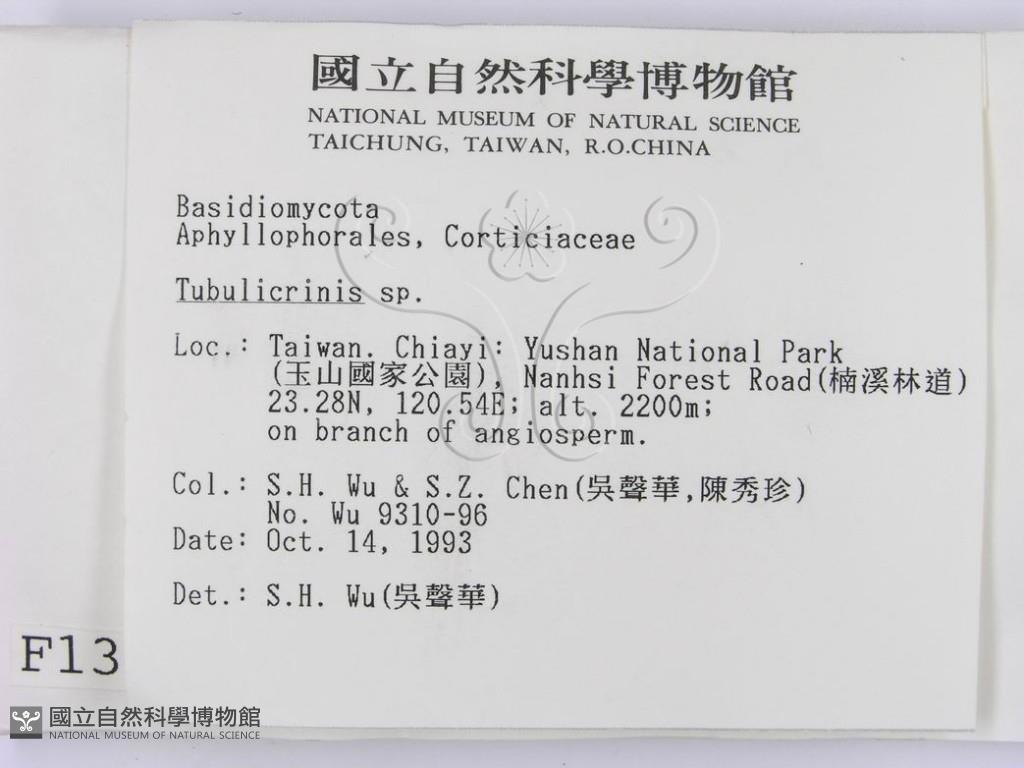 國立自然科學博物館
NATIONAL MUSEUM OF NATURAL SCIENCE
TAICHUNG, TAIWAN, R.O.CHINA
Basidiomycota
Aphyllophorales, Corticiaceae
Tubulicrinis sp.
Loc.: Taiwan. Chiayi: Yushan National Park
(玉山國家公園), Nanhsi Forest Road(楠溪林道)
23.28N, 120.54E; alt. 2200m;
on branch of angiosperm.
Col.: S.H. Wu & S.Z. Chen(吳聲華,陳秀珍)
No. Wu 9310-96
Date: Oct. 14, 1993
Det.: S.H. Wu(吳聲華)
F13
國立自然科學博物館
NATIONAL MUSEUM OF NATURAL SCIENCE